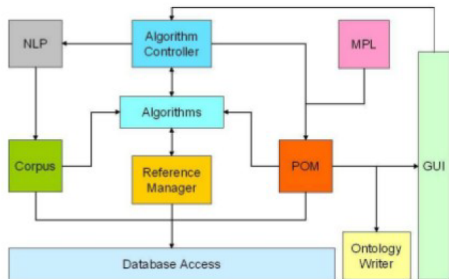 NLP
Algorithm
Controller
MPL
Algorithms
GUI
Corpus
Reference
Manager
POM
Database Access
Ontology
Writer